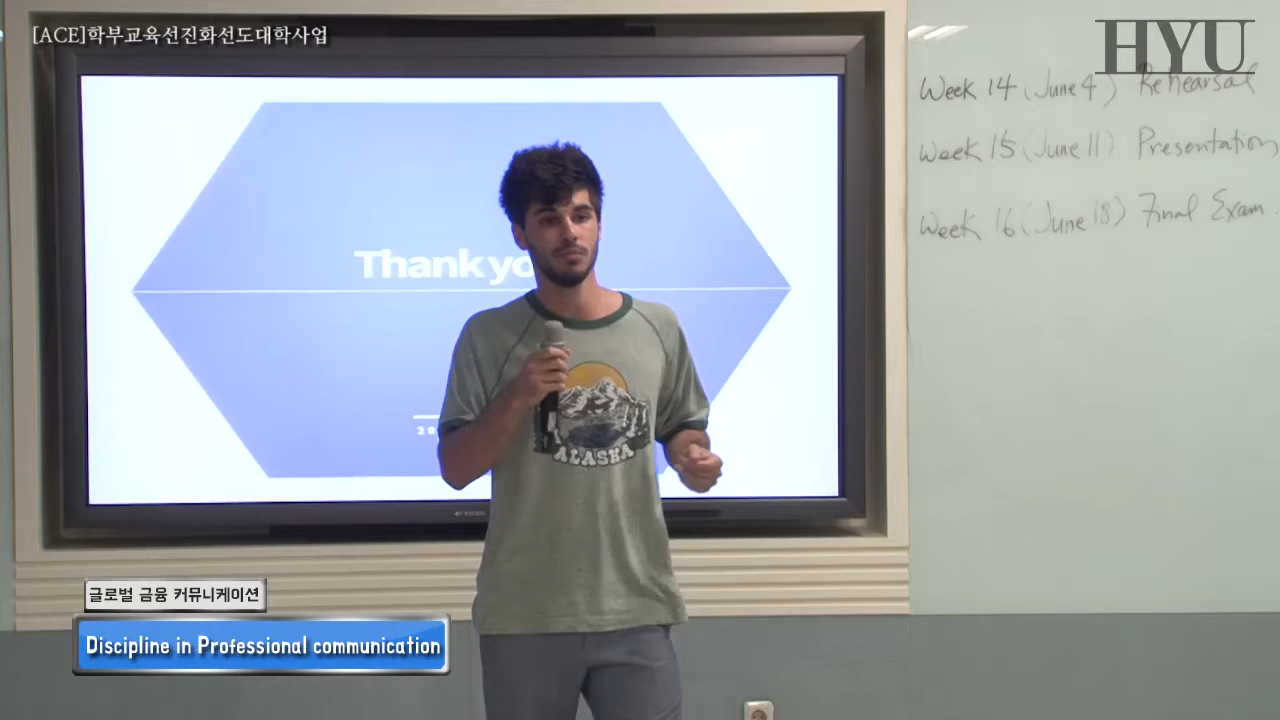 [ACE]학부교육선진화선도대학사업
HYU
Week 14 (June 4) Rehearsal
Week 15 (June 11) Presentation
Week 16 (June 18) Final Exam
Thank yo
20
ALASKA
글로벌 금융 커뮤니케이션
Discipline in Professional communication